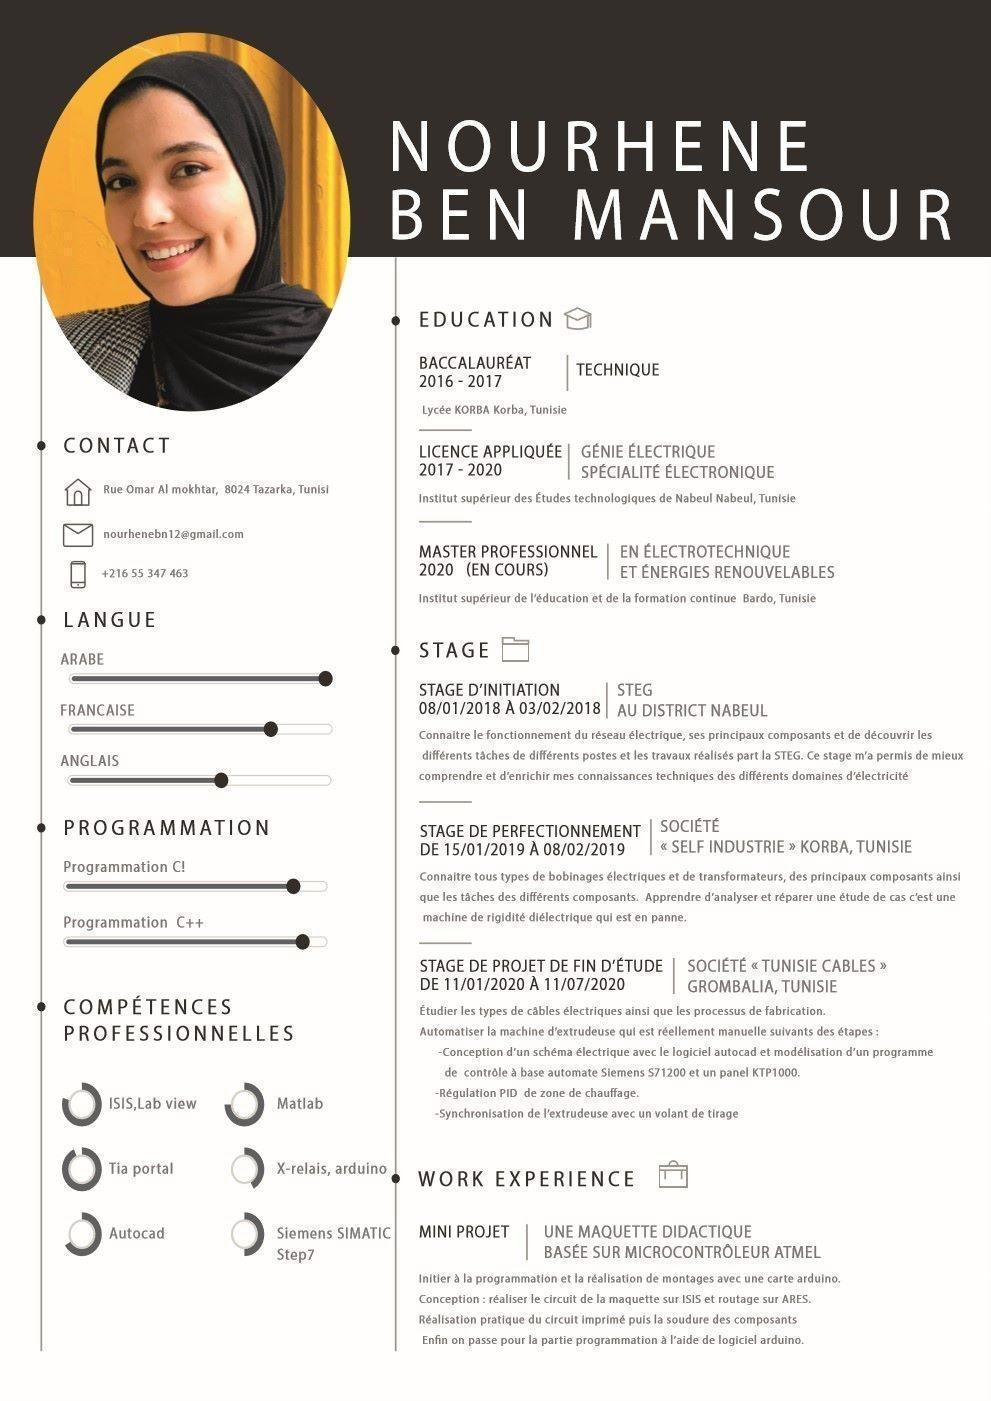 NOURHENE
BEN MANSOUR
CONTACT
Rue Omar Al mokhtar, 8024 Tazarka, Tunisi
nourhenebn12@gmail.com
+216 55 347 463
LANGUE
ARABE
FRANCAISE
ANGLAIS
PROGRAMMATION
Programmation C!
Programmation C++
COMPÉTENCES
PROFESSIONNELLES
ISIS,Lab view
Matlab
Tia portal
X-relais, arduino
Autocad
Siemens SIMATIC
Step7
EDUCATION
BACCALAURÉAT
2016 - 2017
TECHNIQUE
Lycée KORBA Korba, Tunisie
LICENCE APPLIQUÉE
2017 - 2020
GÉNIE ÉLECTRIQUE
SPÉCIALITÉ ÉLECTRONIQUE
Institut supérieur des Études technologiques de Nabeul Nabeul, Tunisie
MASTER PROFESSIONNEL
2020 (EN COURS)
EN ÉLECTROTECHNIQUE
ET ÉNERGIES RENOUVELABLES
Institut supérieur de l'éducation et de la formation continue Bardo, Tunisie
STAGE
STAGE D'INITIATION
08/01/2018 À 03/02/2018
STEG
AU DISTRICT NABEUL
Connaitre le fonctionnement du réseau électrique, ses principaux composants et de découvrir les
différents tâches de différents postes et les travaux réalisés part la STEG. Ce stage m'a permis de mieux
comprendre et d'enrichir mes connaissances techniques des différents domaines d'électricité
STAGE DE PERFECTIONNEMENT
DE 15/01/2019 À 08/02/2019
SOCIÉTÉ
« SELF INDUSTRIE » KORBA, TUNISIE
Connaitre tous types de bobinages électriques et de transformateurs, des principaux composants ainsi
que les tâches des différents composants. Apprendre d'analyser et réparer une étude de cas c'est une
machine de rigidité diélectrique qui est en panne.
STAGE DE PROJET DE FIN D'ÉTUDE
DE 11/01/2020 À 11/07/2020
SOCIÉTÉ « TUNISIE CABLES »
GROMBALIA, TUNISIE
Étudier les types de câbles électriques ainsi que les processus de fabrication.
Automatiser la machine d'extrudeuse qui est réellement manuelle suivants des étapes :
-Conception d'un schéma électrique avec le logiciel autocad et modélisation d'un programme
de contrôle à base automate Siemens S71200 et un panel KTP1000.
-Régulation PID de zone de chauffage.
-Synchronisation de l'extrudeuse avec un volant de tirage
WORK EXPERIENCE
MINI PROJET
UNE MAQUETTE DIDACTIQUE
BASÉE SUR MICROCONTRÔLEUR ATMEL
Initier à la programmation et la réalisation de montages avec une carte arduino.
Conception : réaliser le circuit de la maquette sur ISIS et routage sur ARES.
Réalisation pratique du circuit imprimé puis la soudure des composants
Enfin on passe pour la partie programmation à l'aide de logiciel arduino.